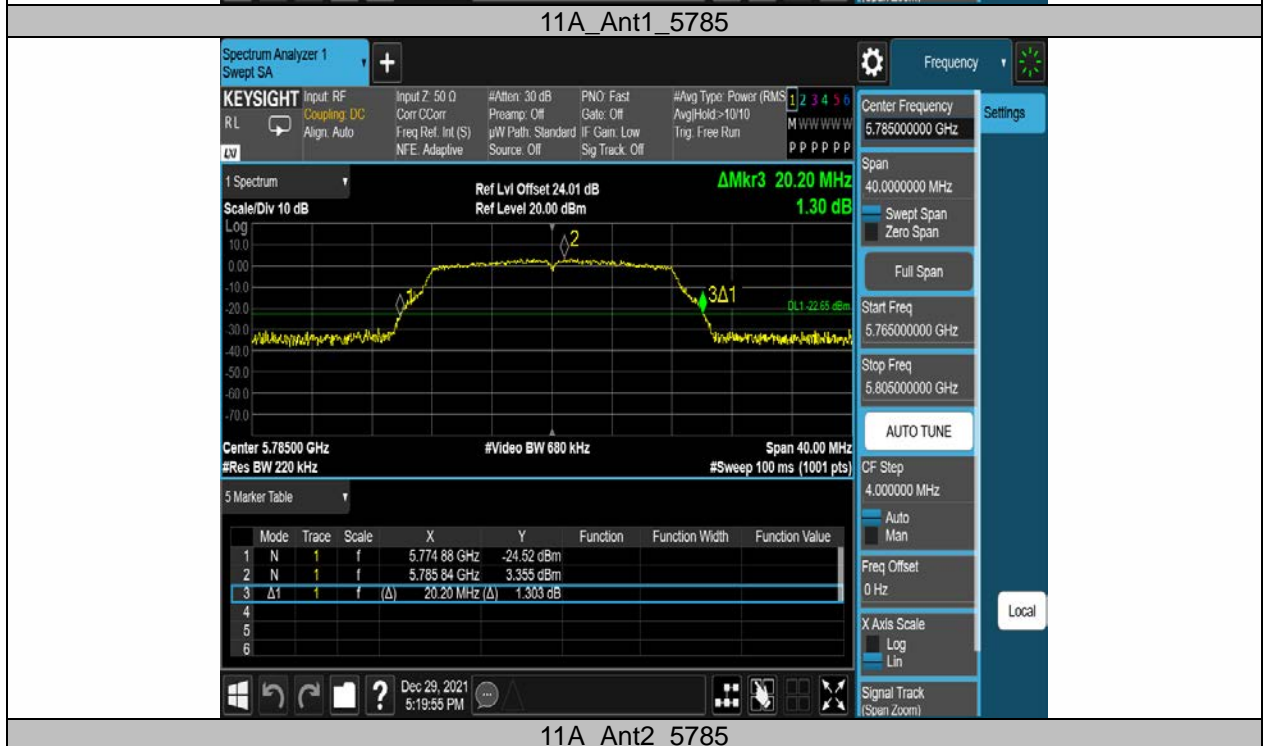 (Span Zoom)
11A_Ant1_5785
Spectrum Analyzer 1
Swept SA
+
Frequency
KEYSIGHT
RL
LXI
Input: RF
Coupling: DC
Align: Auto
Input Z: 50 Ω
Corr CCorr
Freq Ref: Int (S)
NFE: Adaptive
#Atten: 30 dB
Preamp: Off
µW Path: Standard
Source: Off
PNO: Fast
Gate: Off
IF Gain: Low
Sig Track: Off
#Avg Type: Power (RMS
Avg|Hold:>10/10
Trig: Free Run
1 2 3 4 5 6
M W W W W W
P P P P P P
1 Spectrum
Scale/Div 10 dB
Ref Lvl Offset 24.01 dB
Ref Level 20.00 dBm
ΔMkr3 20.20 MHz
1.30 dB
Log
10.0
0.00
-10.0
-20.0
-30.0
-40.0
-50.0
-60.0
-70.0
1
2
3Δ1
DL1 -22.65 dBm
Center 5.78500 GHz
#Video BW 680 kHz
Span 40.00 MHz
#Res BW 220 kHz
#Sweep 100 ms (1001 pts)
5 Marker Table
Mode Trace Scale X Y Function Function Width Function Value
1 N 1 f 5.774 88 GHz -24.52 dBm
2 N 1 f 5.785 84 GHz 3.355 dBm
3 Δ1 1 f (Δ) 20.20 MHz (Δ) 1.303 dB
4
5
6
?
Dec 29, 2021
5:19:55 PM
Center Frequency
5.785000000 GHz
Settings
Span
40.0000000 MHz
Swept Span
Zero Span
Full Span
Start Freq
5.765000000 GHz
Stop Freq
5.805000000 GHz
AUTO TUNE
CF Step
4.000000 MHz
Auto
Man
Freq Offset
0 Hz
X Axis Scale
Log
Lin
Local
Signal Track
(Span Zoom)
11A_Ant2_5785